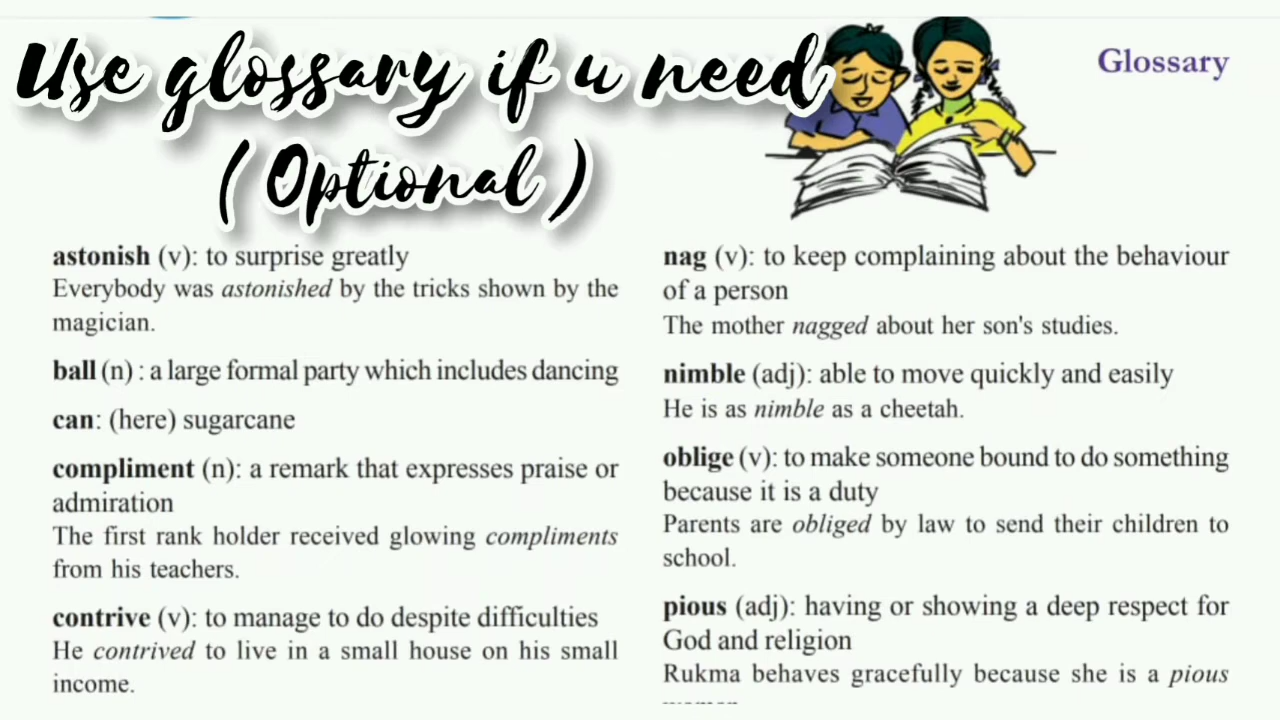 Use glossary if u need
( Optional )
Glossary
astonish (v): to surprise greatly
Everybody was astonished by the tricks shown by the
magician.
ball (n) : a large formal party which includes dancing
can: (here) sugarcane
compliment (n): a remark that expresses praise or
admiration
The first rank holder received glowing compliments
from his teachers.
contrive (v): to manage to do despite difficulties
He contrived to live in a small house on his small
income.
nag (v): to keep complaining about the behaviour
of a person
The mother nagged about her son's studies.
nimble (adj): able to move quickly and easily
He is as nimble as a cheetah.
oblige (v): to make someone bound to do something
because it is a duty
Parents are obliged by law to send their children to
school.
pious (adj): having or showing a deep respect for
God and religion
Rukma behaves gracefully because she is a pious